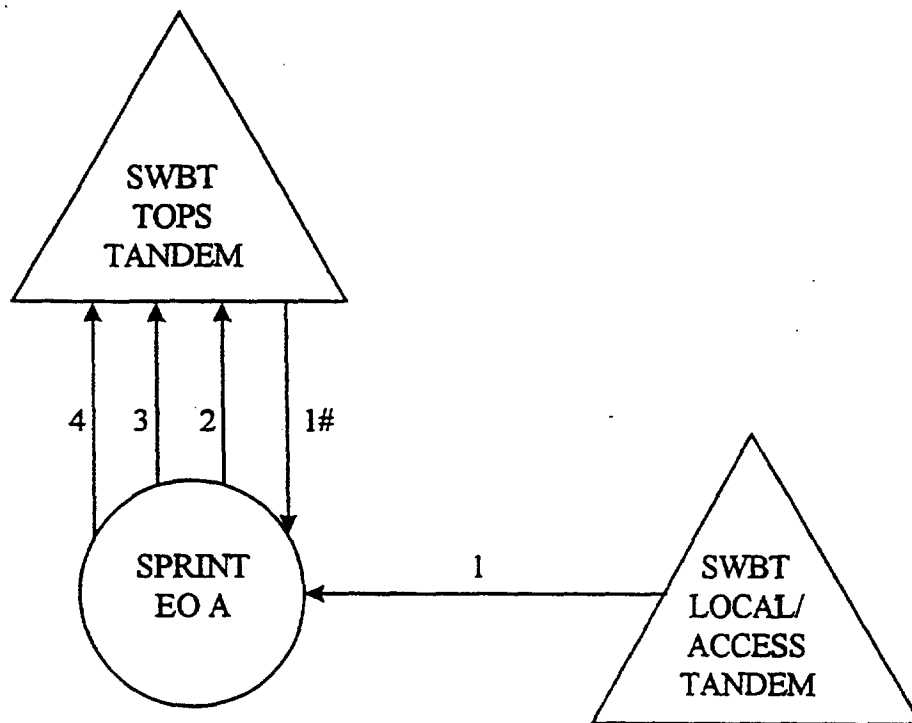 SWBT
TOPS
TANDEM
4
3
2
1#
SPRINT
EO A
1
SWBT
LOCAL/
ACCESS
TANDEM